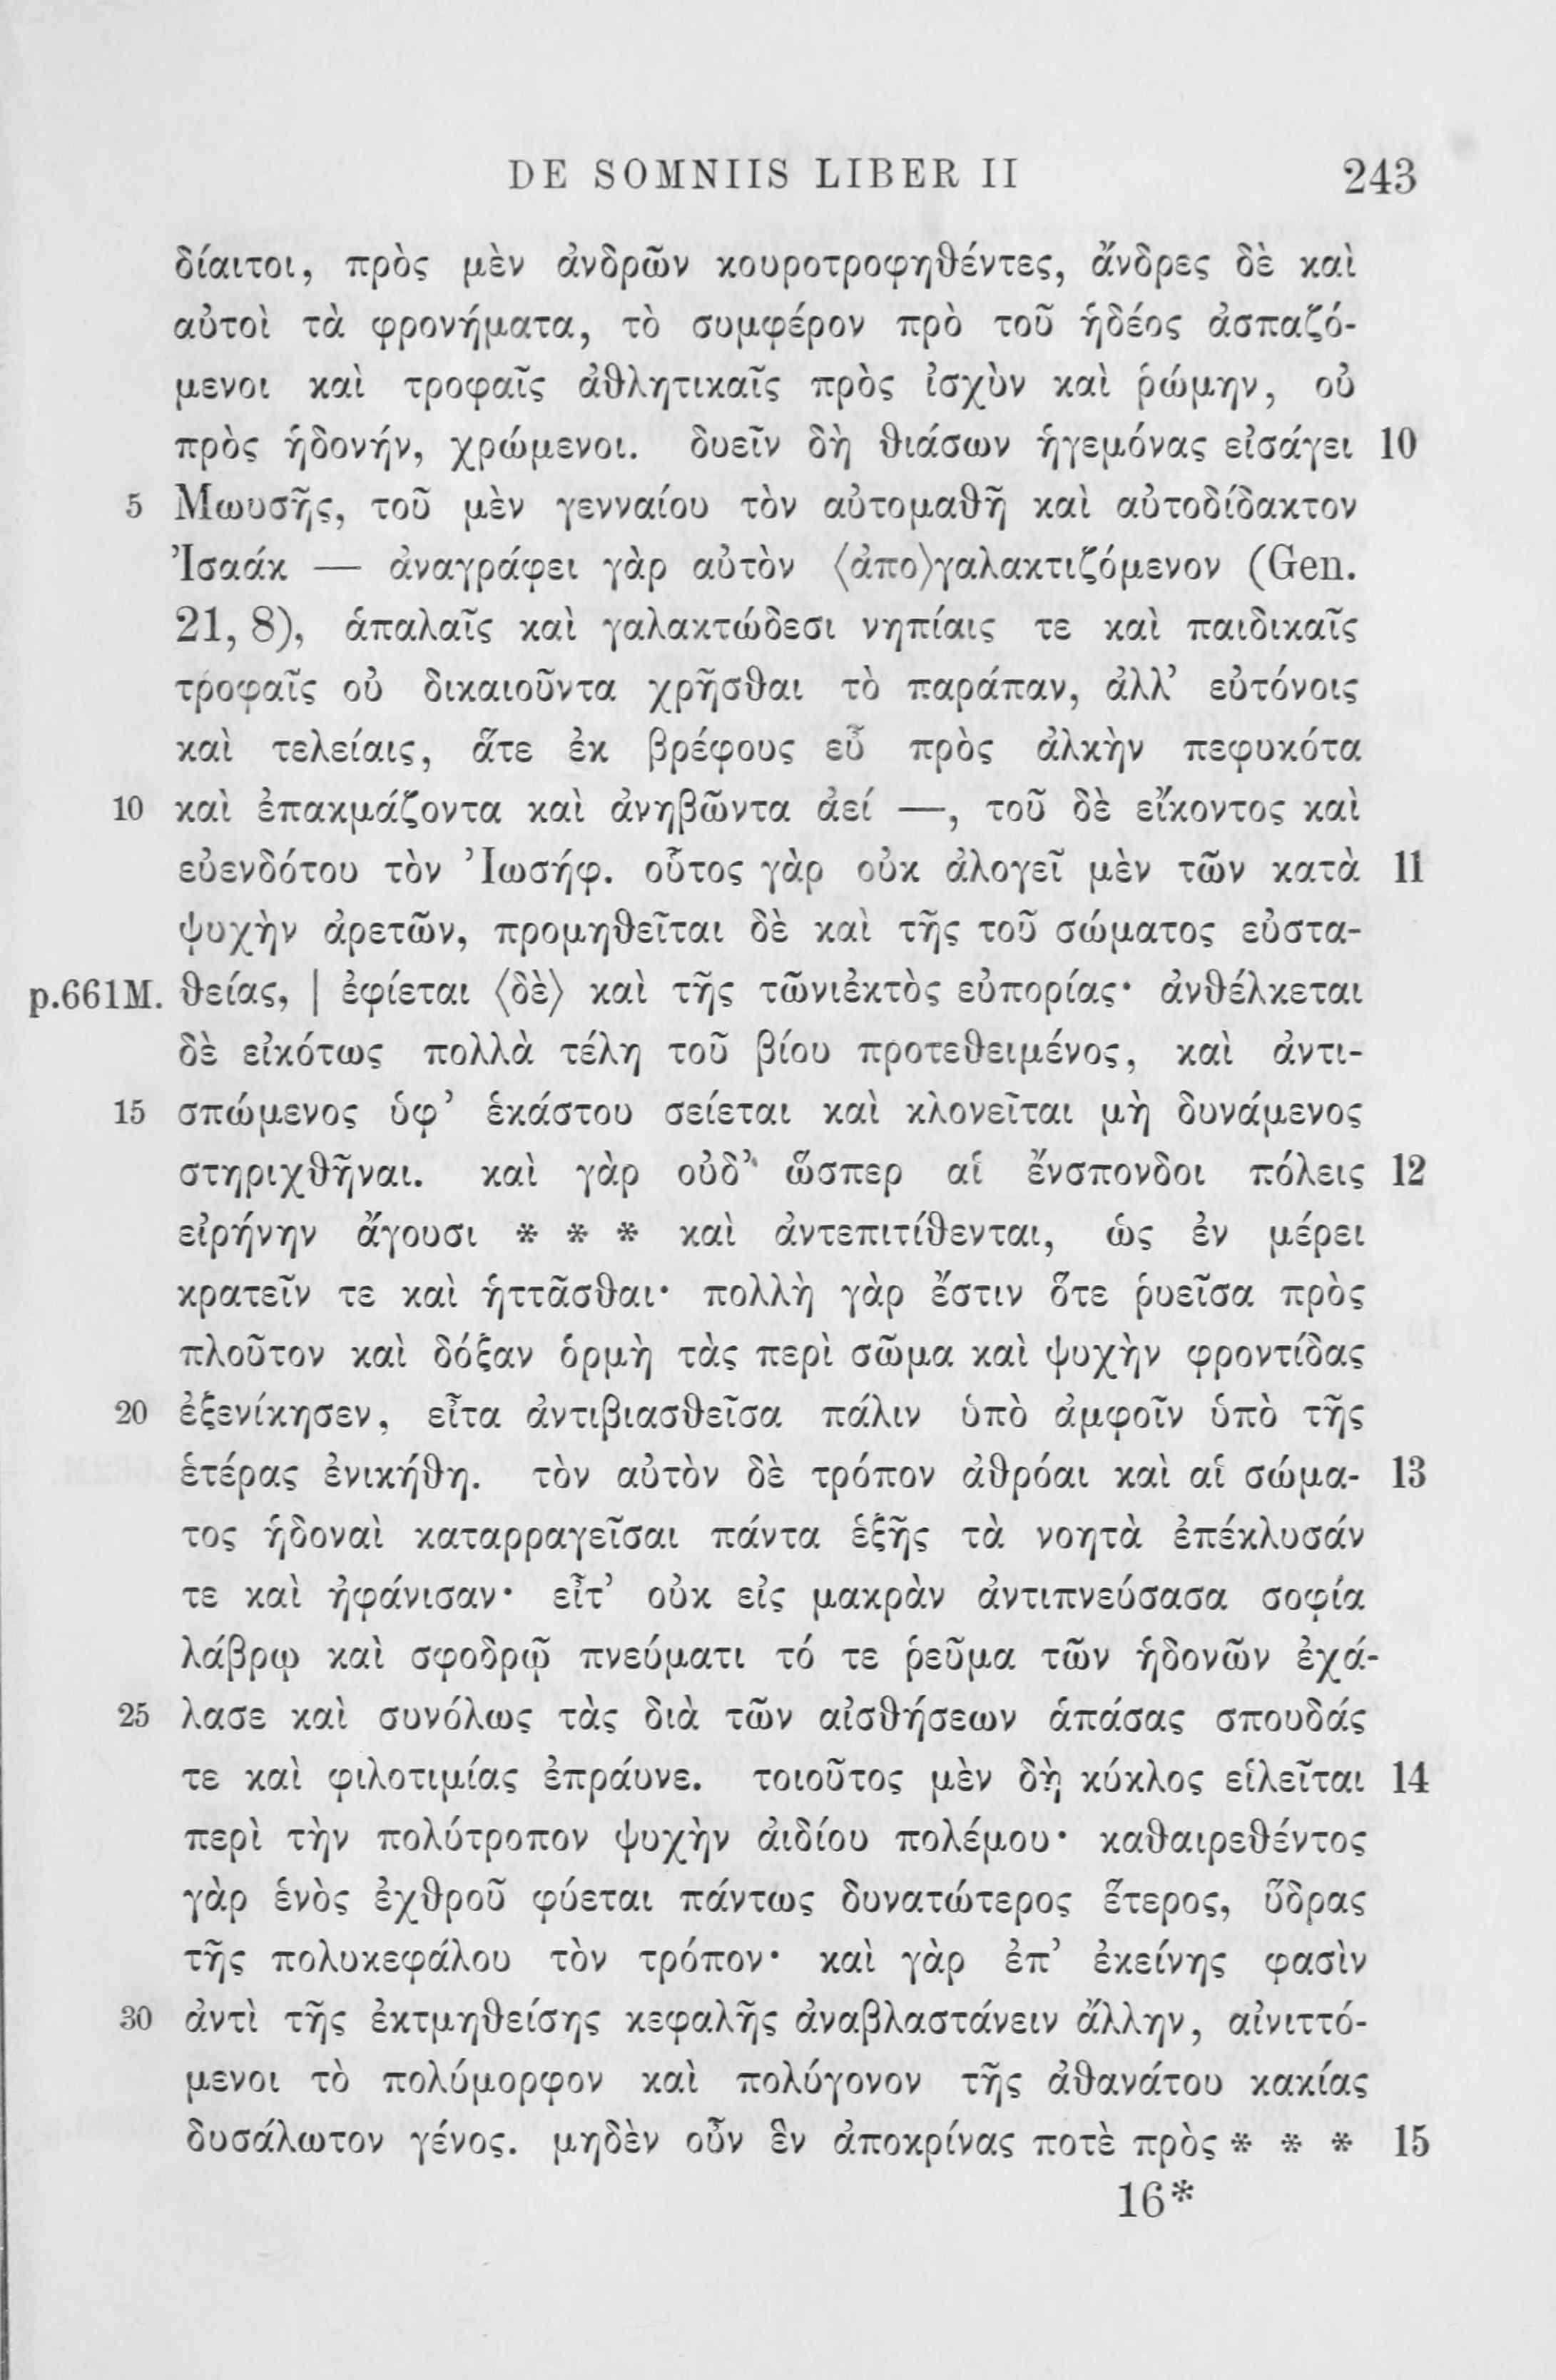 DE SOMNIIS LIBER II 243
δίαιτοι, πρὸς μὲν ἀνδρῶν κουροτροφηθέντες, ἄνδρες δὲ καὶ
αὐτοὶ τὰ φρονήματα, τὸ συμφέρον πρὸ τοῦ ἡδέος ἀσπαζό-
μενοι καὶ τροφαῖς ἀθλητικαῖς πρὸς ἰσχὺν καὶ ῥώμην, οὐ
πρὸς ἡδονήν, χρώμενοι. δυεῖν δὴ θιάσων ἡγεμόνας εἰσάγει 10
5 Μωυσῆς, τοῦ μὲν γενναίου τὸν αὐτομαθῆ καὶ αὐτοδίδακτον
Ἰσαάκ — ἀναγράφει γὰρ αὐτὸν ⟨ἀπο⟩γαλακτιζόμενον (Gen.
21, 8), ἁπαλαῖς καὶ γαλακτώδεσι νηπίαις τε καὶ παιδικαῖς
τροφαῖς οὐ δικαιοῦντα χρῆσθαι τὸ παράπαν, ἀλλ’ εὐτόνοις
καὶ τελείαις, ἅτε ἐκ βρέφους εὖ πρὸς ἀλκὴν πεφυκότα
10 καὶ ἐπακμάζοντα καὶ ἀνηβῶντα ἀεί —, τοῦ δὲ εἴκοντος καὶ
εὐενδότου τὸν Ἰωσήφ. οὗτος γὰρ οὐκ ἀλογεῖ μὲν τῶν κατὰ 11
ψυχὴν ἀρετῶν, προμηθεῖται δὲ καὶ τῆς τοῦ σώματος εὐστα-
p.661M. θείας, | ἐφίεται ⟨δὲ⟩ καὶ τῆς τῶνιἐκτὸς εὐπορίας· ἀνθέλκεται
δὲ εἰκότως πολλὰ τέλη τοῦ βίου προτεθειμένος, καὶ ἀντι-
15 σπώμενος ὑφ’ ἑκάστου σείεται καὶ κλονεῖται μὴ δυνάμενος
στηριχθῆναι. καὶ γὰρ οὐδ’ ὥσπερ αἱ ἔνσπονδοι πόλεις 12
εἰρήνην ἄγουσι * * * καὶ ἀντεπιτίθενται, ὡς ἐν μέρει
κρατεῖν τε καὶ ἡττᾶσθαι· πολλὴ γὰρ ἔστιν ὅτε ῥυεῖσα πρὸς
πλοῦτον καὶ δόξαν ὁρμὴ τὰς περὶ σῶμα καὶ ψυχὴν φροντίδας
20 ἐξενίκησεν, εἶτα ἀντιβιασθεῖσα πάλιν ὑπὸ ἀμφοῖν ὑπὸ τῆς
ἑτέρας ἐνικήθη. τὸν αὐτὸν δὲ τρόπον ἀθρόαι καὶ αἱ σώμα- 13
τος ἡδοναὶ καταρραγεῖσαι πάντα ἑξῆς τὰ νοητὰ ἐπέκλυσάν
τε καὶ ἠφάνισαν· εἶτ’ οὐκ εἰς μακρὰν ἀντιπνεύσασα σοφία
λάβρῳ καὶ σφοδρῷ πνεύματι τό τε ῥεῦμα τῶν ἡδονῶν ἐχά-
25 λασε καὶ συνόλως τὰς διὰ τῶν αἰσθήσεων ἁπάσας σπουδάς
τε καὶ φιλοτιμίας ἐπράυνε. τοιοῦτος μὲν δὴ κύκλος εἱλεῖται 14
περὶ τὴν πολύτροπον ψυχὴν ἀιδίου πολέμου· καθαιρεθέντος
γὰρ ἑνὸς ἐχθροῦ φύεται πάντως δυνατώτερος ἕτερος, ὕδρας
τῆς πολυκεφάλου τὸν τρόπον· καὶ γὰρ ἐπ’ ἐκείνης φασὶν
30 ἀντὶ τῆς ἐκτμηθείσης κεφαλῆς ἀναβλαστάνειν ἄλλην, αἰνιττό-
μενοι τὸ πολύμορφον καὶ πολύγονον τῆς ἀθανάτου κακίας
δυσάλωτον γένος. μηδὲν οὖν ἓν ἀποκρίνας ποτὲ πρὸς * * * 15
16*